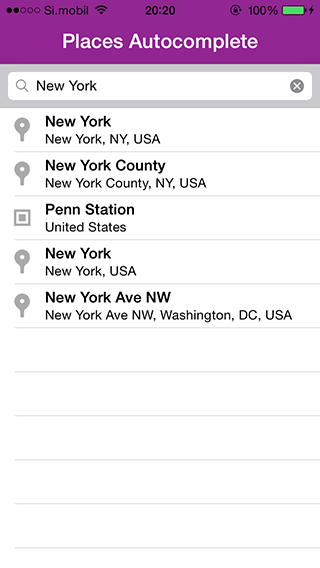 Si.mobil 20:20 100%
Places Autocomplete
New York
New York
New York, NY, USA
New York County
New York County, NY, USA
Penn Station
United States
New York
New York, USA
New York Ave NW
New York Ave NW, Washington, DC, USA